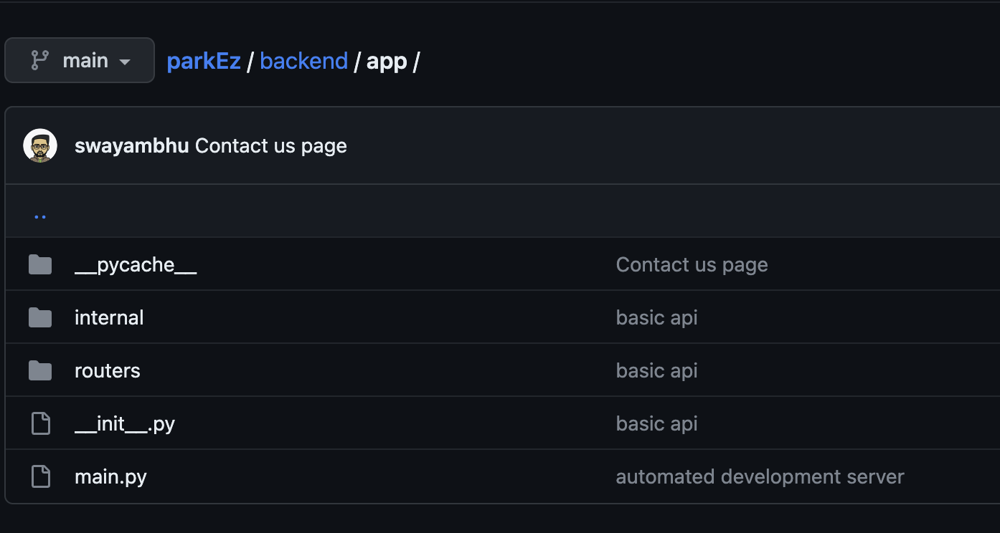 main parkEz / backend / app /
swayambhu Contact us page
..
__pycache__ Contact us page
internal basic api
routers basic api
__init__.py basic api
main.py automated development server